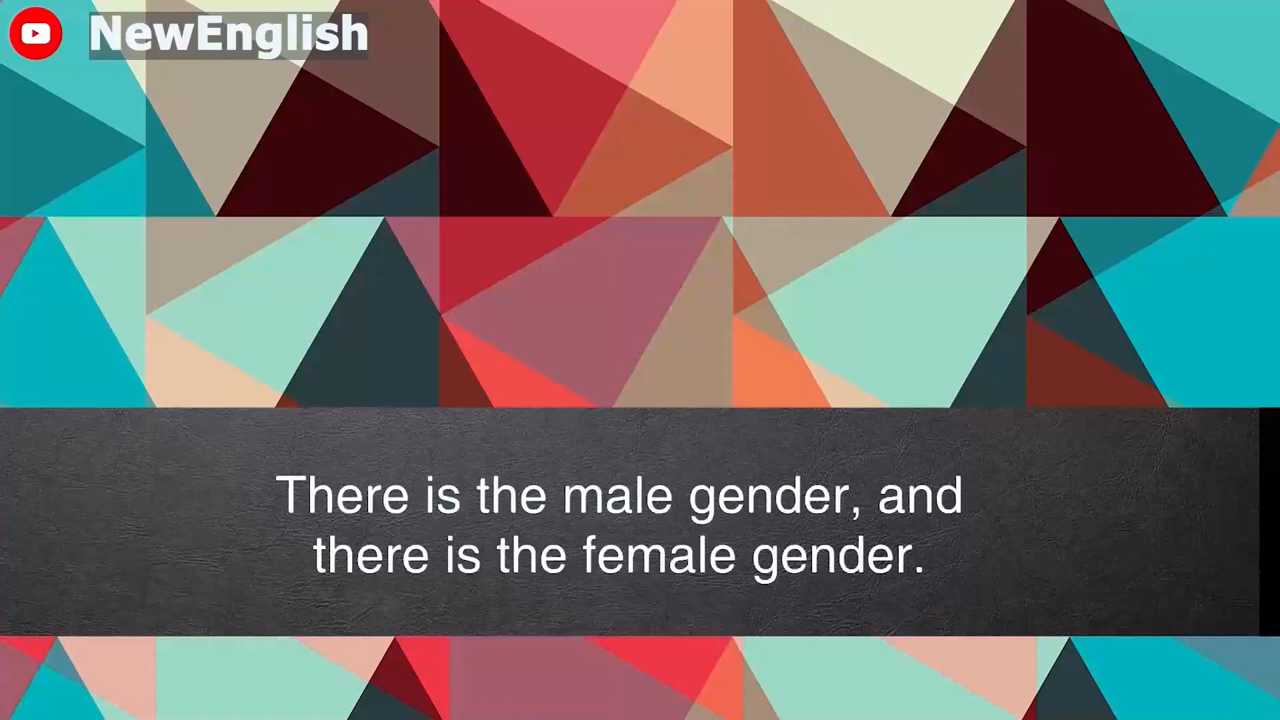 NewEnglish
There is the male gender, and
there is the female gender.